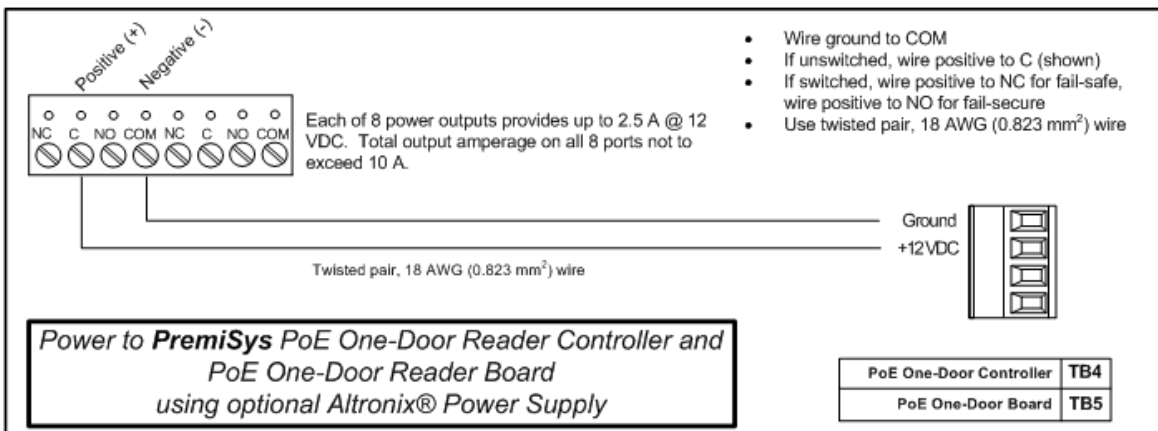 Positive (+)
Negative (-)
NC C NO COM NC C NO COM
Each of 8 power outputs provides up to 2.5 A @ 12
VDC. Total output amperage on all 8 ports not to
exceed 10 A.
• Wire ground to COM
• If unswitched, wire positive to C (shown)
• If switched, wire positive to NC for fail-safe,
wire positive to NO for fail-secure
• Use twisted pair, 18 AWG (0.823 mm²) wire
Ground
+12VDC
Twisted pair, 18 AWG (0.823 mm²) wire
Power to PremiSys PoE One-Door Reader Controller and
PoE One-Door Reader Board
using optional Altronix® Power Supply
PoE One-Door Controller TB4
PoE One-Door Board TB5